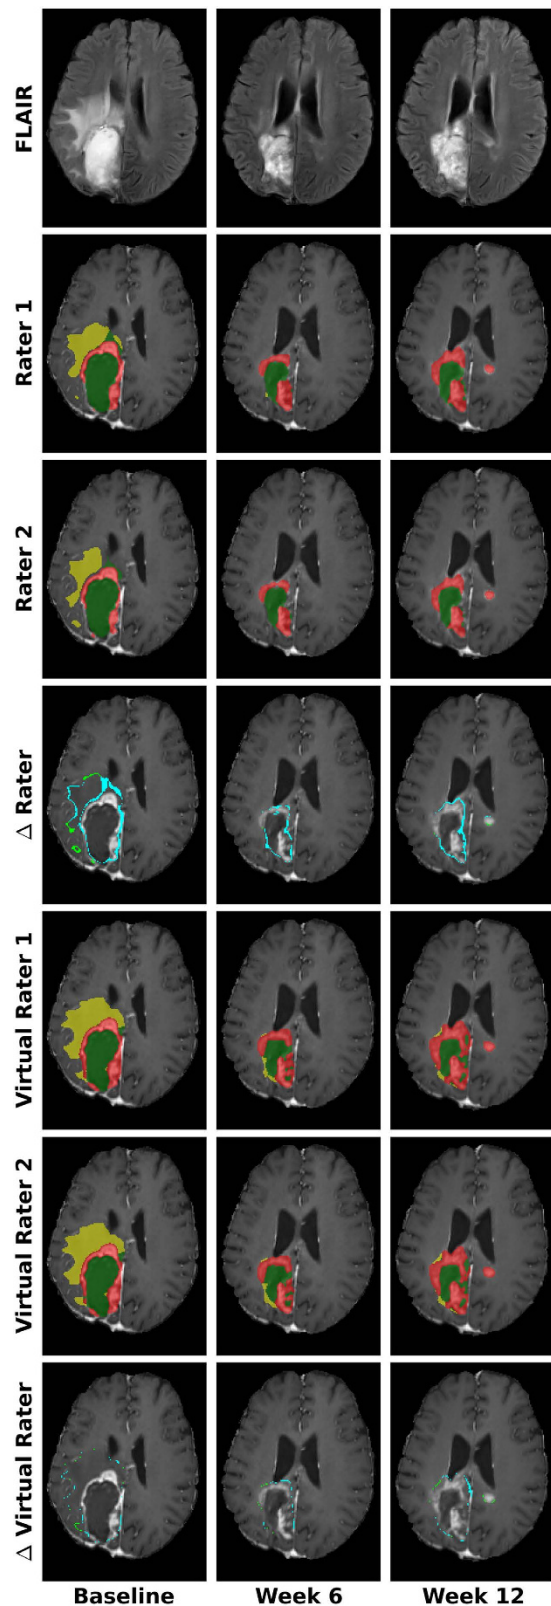 FLAIR
Rater 1
Rater 2
Δ Rater
Virtual Rater 1
Virtual Rater 2
Δ Virtual Rater
Baseline Week 6 Week 12